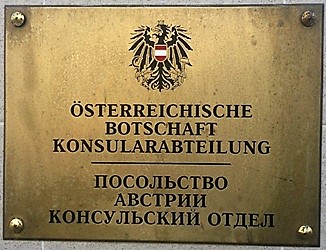 ÖSTERREICHISCHE
BOTSCHAFT
KONSULARABTEILUNG
ПОСОЛЬСТВО
АВСТРИИ
КОНСУЛЬСКИЙ ОТДЕЛ